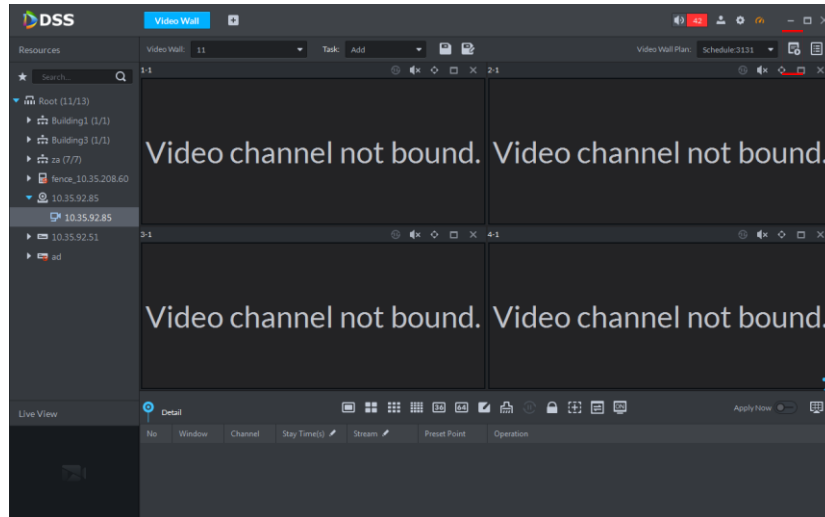 DSS
Video Wall
42
Resources
Video Wall: 11
Task: Add
Video Wall Plan: Schedule:3131
Search...
1-1
2-1
Root (11/13)
Building1 (1/1)
Building3 (1/1)
za (7/7)
fence_10.35.208.60
10.35.92.85
10.35.92.85
10.35.92.51
ad
Video channel not bound.
Video channel not bound.
3-1
4-1
Video channel not bound.
Video channel not bound.
Live View
Detail
36
64
Apply Now
No Window Channel Stay Time(s) Stream Preset Point Operation